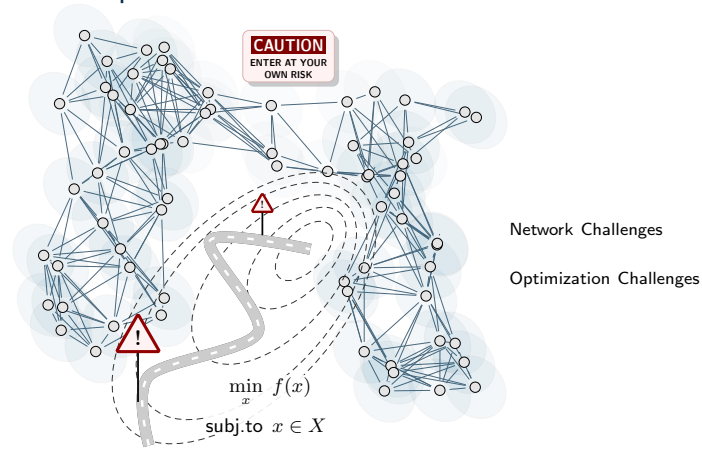 CAUTION
ENTER AT YOUR
OWN RISK
!
Network Challenges
Optimization Challenges
!
min f(x)
x
subj.to x ∈ X